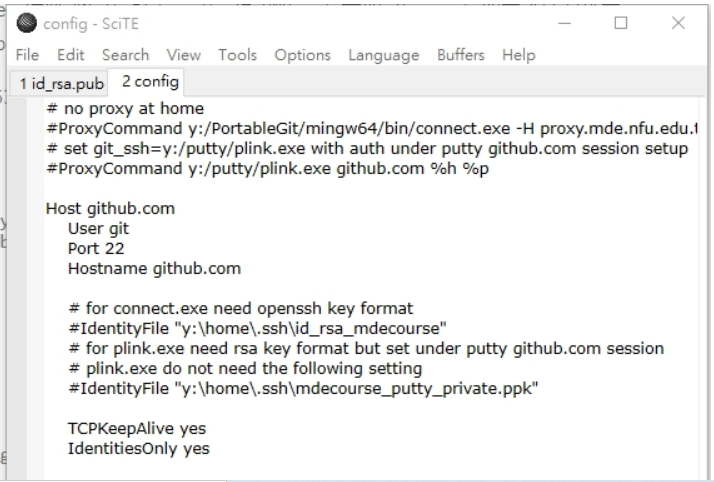 config - SciTE
File Edit Search View Tools Options Language Buffers Help
1 id_rsa.pub 2 config
# no proxy at home
#ProxyCommand y:/PortableGit/mingw64/bin/connect.exe -H proxy.mde.nfu.edu.t
# set git_ssh=y:/putty/plink.exe with auth under putty github.com session setup
#ProxyCommand y:/putty/plink.exe github.com %h %p
Host github.com
User git
Port 22
Hostname github.com
# for connect.exe need openssh key format
#IdentityFile "y:\home\.ssh\id_rsa_mdecourse"
# for plink.exe need rsa key format but set under putty github.com session
# plink.exe do not need the following setting
#IdentityFile "y:\home\.ssh\mdecourse_putty_private.ppk"
TCPKeepAlive yes
IdentitiesOnly yes